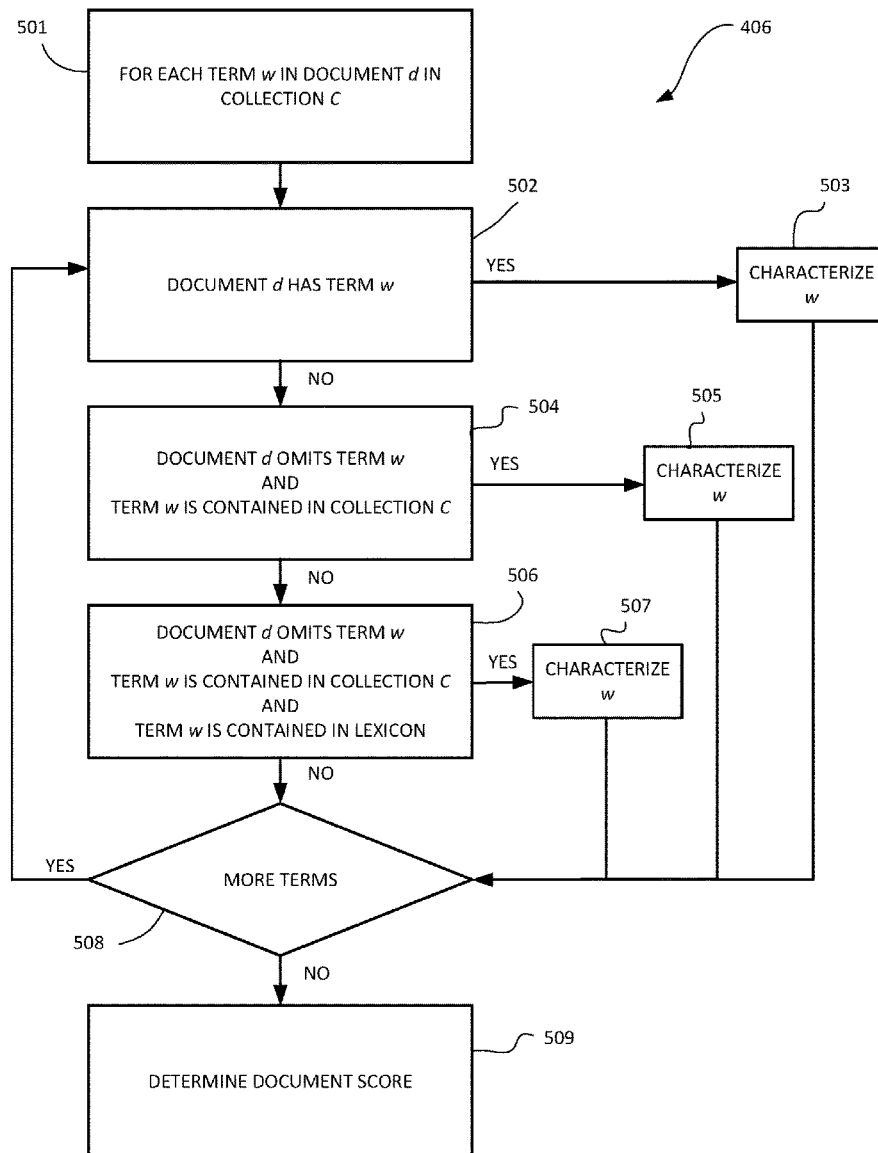 501
406
FOR EACH TERM w IN DOCUMENT d IN
COLLECTION C
502
503
DOCUMENT d HAS TERM w
YES
CHARACTERIZE
w
NO
504
505
DOCUMENT d OMITS TERM w
AND
TERM w IS CONTAINED IN COLLECTION C
YES
CHARACTERIZE
w
NO
506
507
DOCUMENT d OMITS TERM w
AND
TERM w IS CONTAINED IN COLLECTION C
AND
TERM w IS CONTAINED IN LEXICON
YES
CHARACTERIZE
w
NO
YES
MORE TERMS
508
NO
509
DETERMINE DOCUMENT SCORE